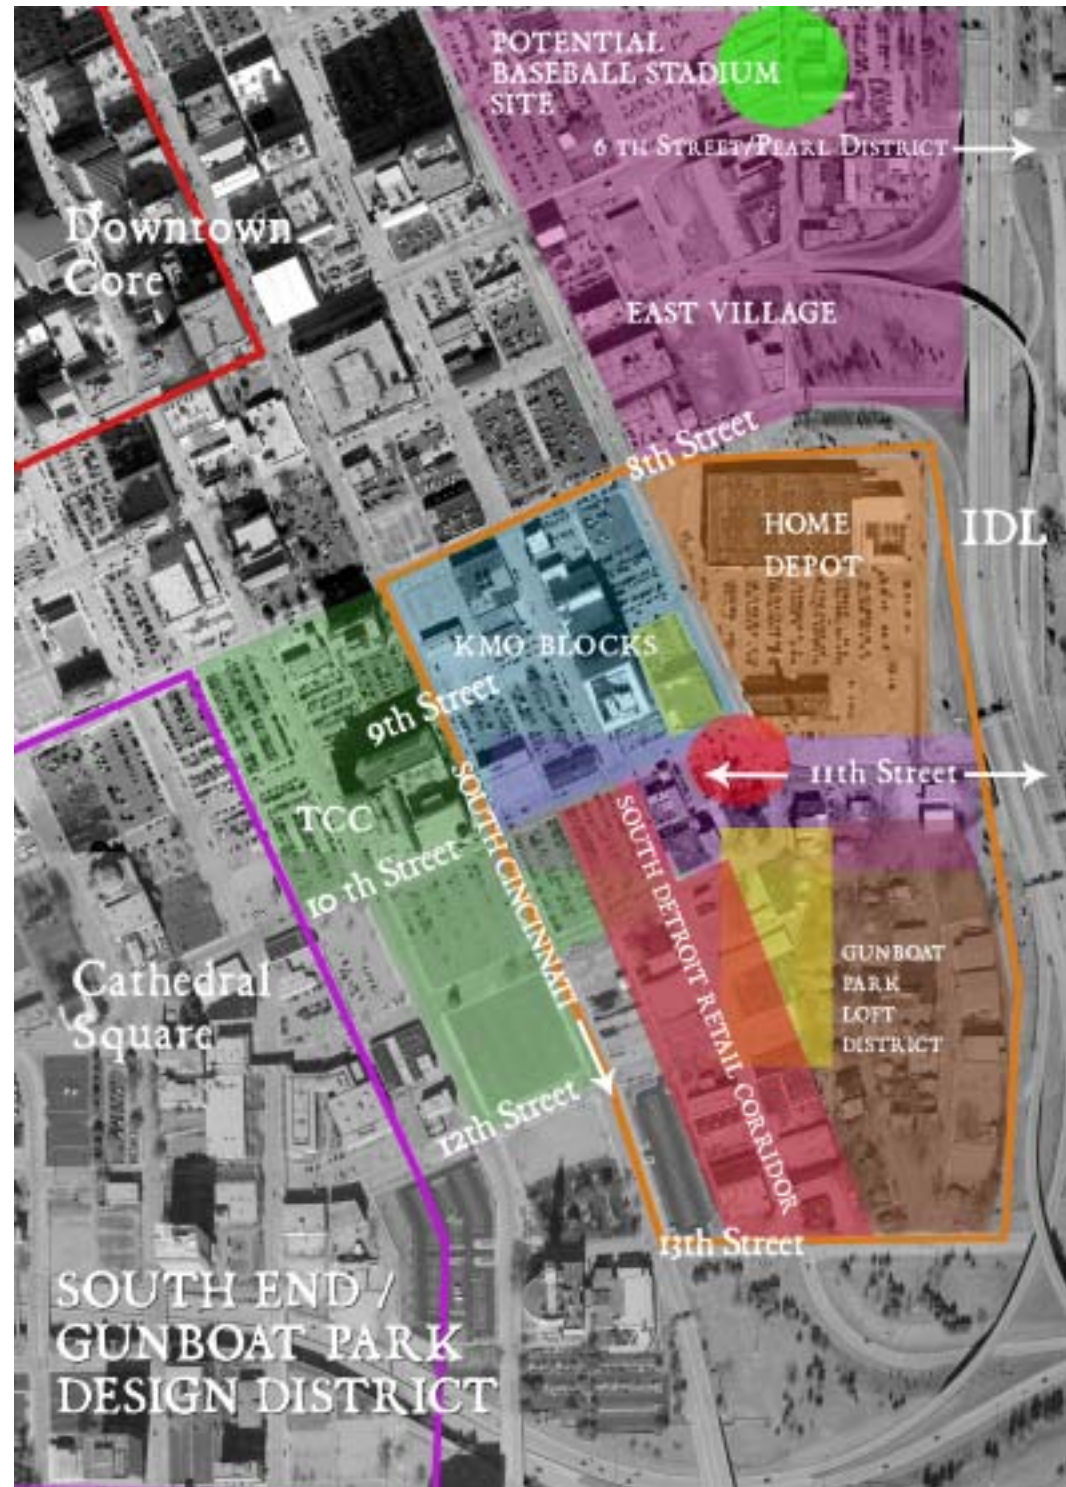 POTENTIAL
BASEBALL STADIUM
SITE
6 TH STREET/PEARL DISTRICT
Downtown
Core
EAST VILLAGE
8th Street
HOME
DEPOT
IDL
KMO BLOCKS
9th Street
11th Street
TCC
SOUTH CINCINNATI
SOUTH DETROIT RETAIL CORRIDOR
10 th Street
GUNBOAT
PARK
LOFT
DISTRICT
Cathedral
Square
12th Street
13th Street
SOUTH END /
GUNBOAT PARK
DESIGN DISTRICT